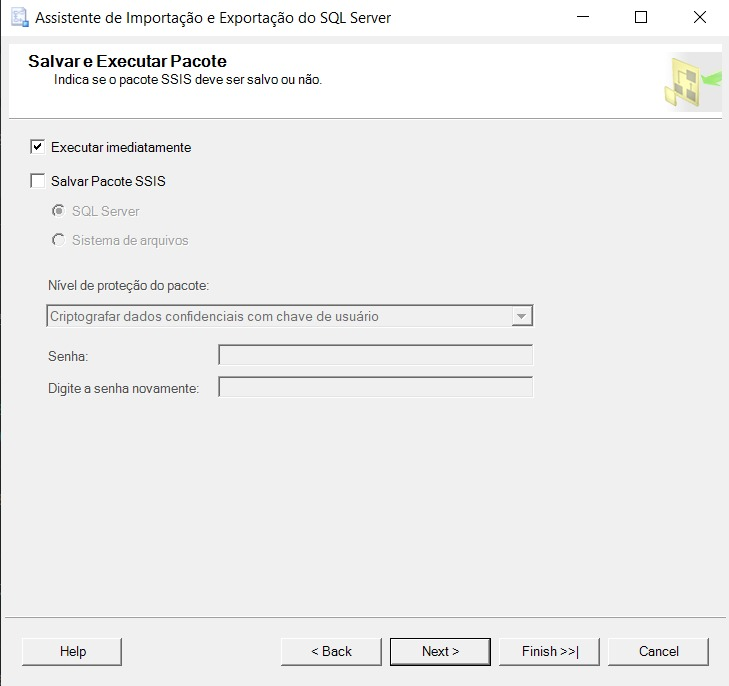 Assistente de Importação e Exportação do SQL Server
Salvar e Executar Pacote
Indica se o pacote SSIS deve ser salvo ou não.
Executar imediatamente
Salvar Pacote SSIS
SQL Server
Sistema de arquivos
Nível de proteção do pacote:
Criptografar dados confidenciais com chave de usuário
Senha:
Digite a senha novamente:
Help
< Back
Next >
Finish >>|
Cancel